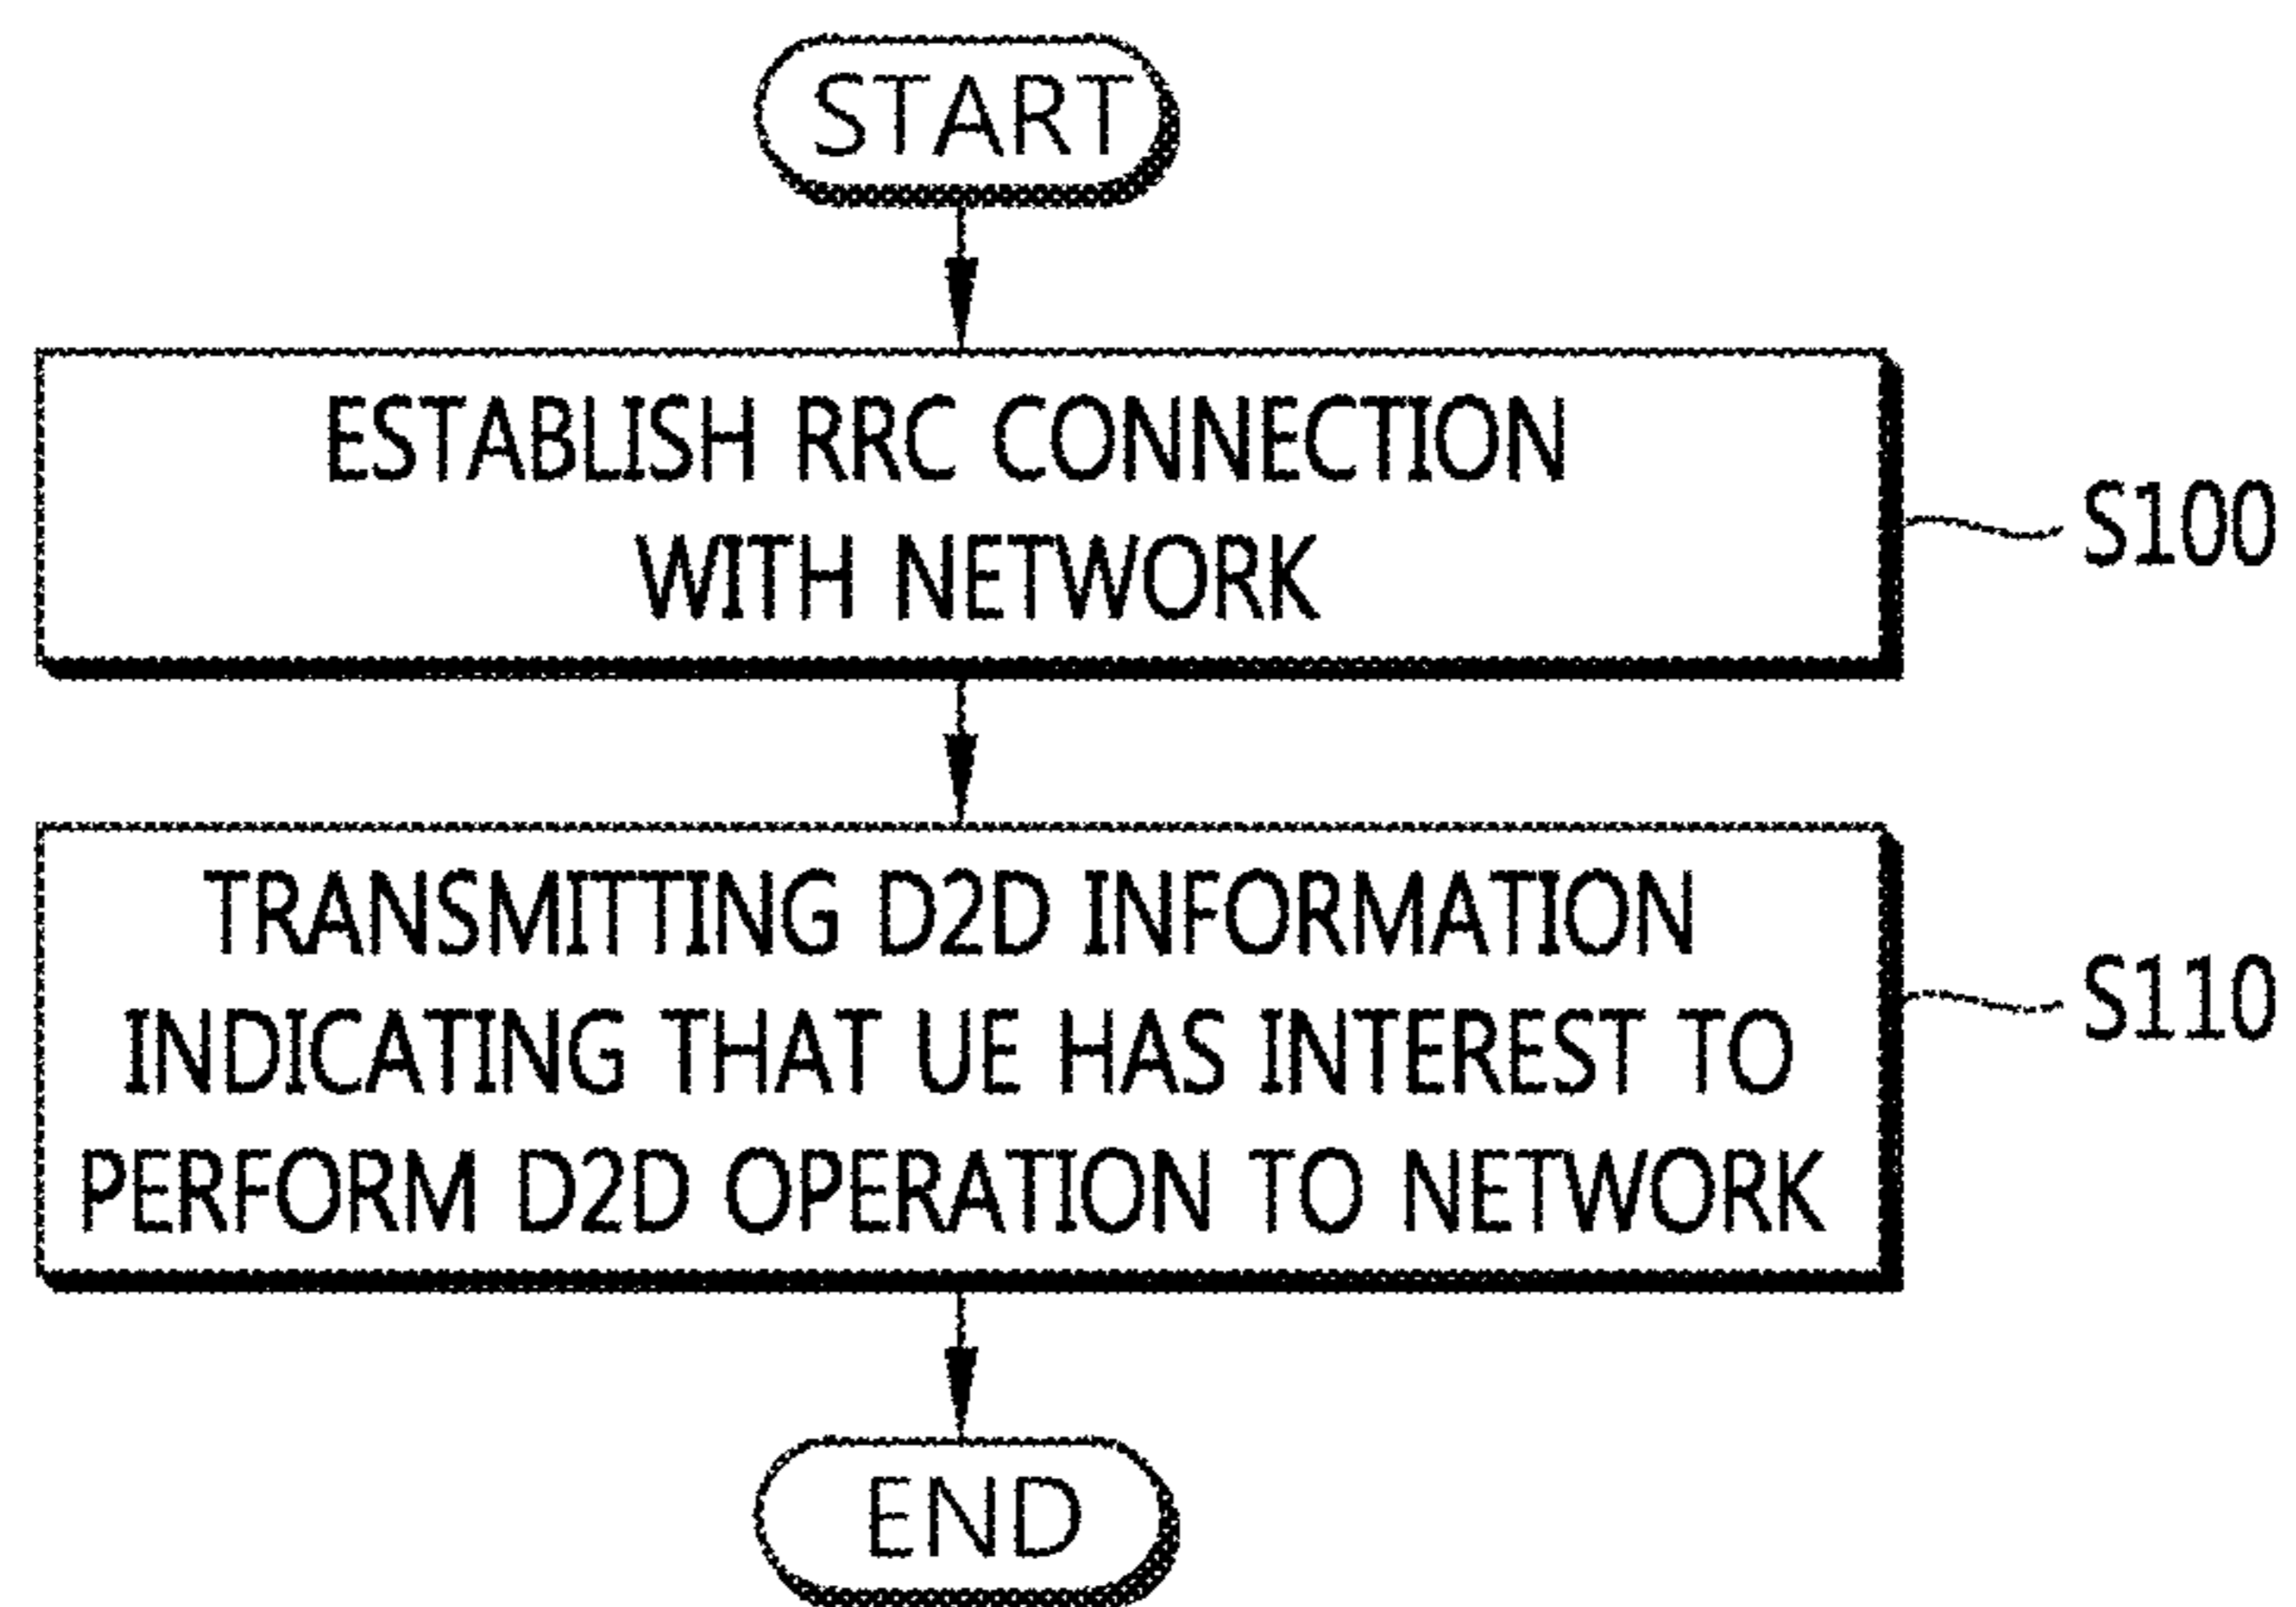 START
ESTABLISH RRC CONNECTION
WITH NETWORK
S100
TRANSMITTING D2D INFORMATION
INDICATING THAT UE HAS INTEREST TO
PERFORM D2D OPERATION TO NETWORK
S110
END